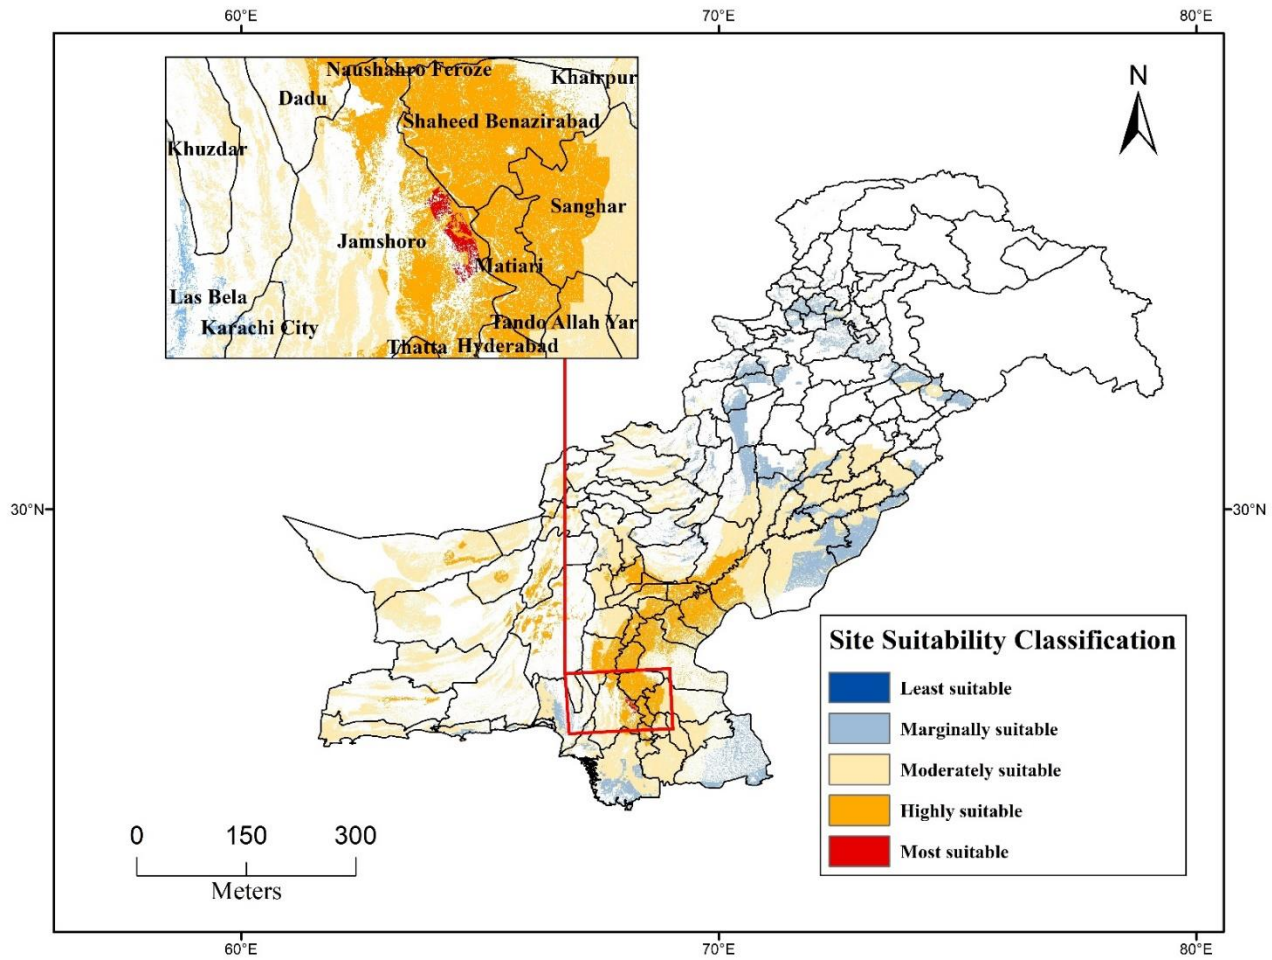 60°E 70°E 80°E
N
Naushahro Feroze
Khairpur
Dadu
Shaheed Benazirabad
Khuzdar
Sanghar
Jamshoro
Matiari
Las Bela
Karachi City
Tando Allah Yar
Thatta Hyderabad
30°N 30°N
Site Suitability Classification
Least suitable
Marginally suitable
Moderately suitable
Highly suitable
Most suitable
0 150 300
Meters
60°E 70°E 80°E